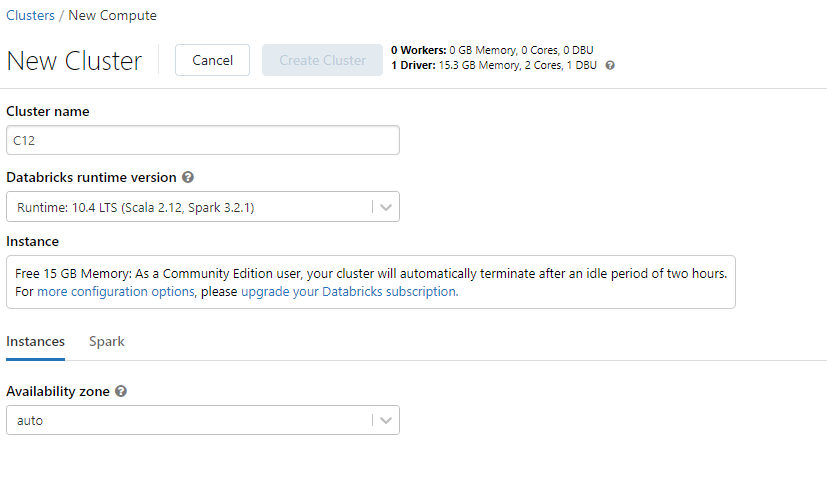 Clusters / New Compute
New Cluster
Cancel
Create Cluster
0 Workers: 0 GB Memory, 0 Cores, 0 DBU
1 Driver: 15.3 GB Memory, 2 Cores, 1 DBU ?
Cluster name
C12
Databricks runtime version ?
Runtime: 10.4 LTS (Scala 2.12, Spark 3.2.1)
Instance
Free 15 GB Memory: As a Community Edition user, your cluster will automatically terminate after an idle period of two hours.
For more configuration options, please upgrade your Databricks subscription.
Instances
Spark
Availability zone ?
auto